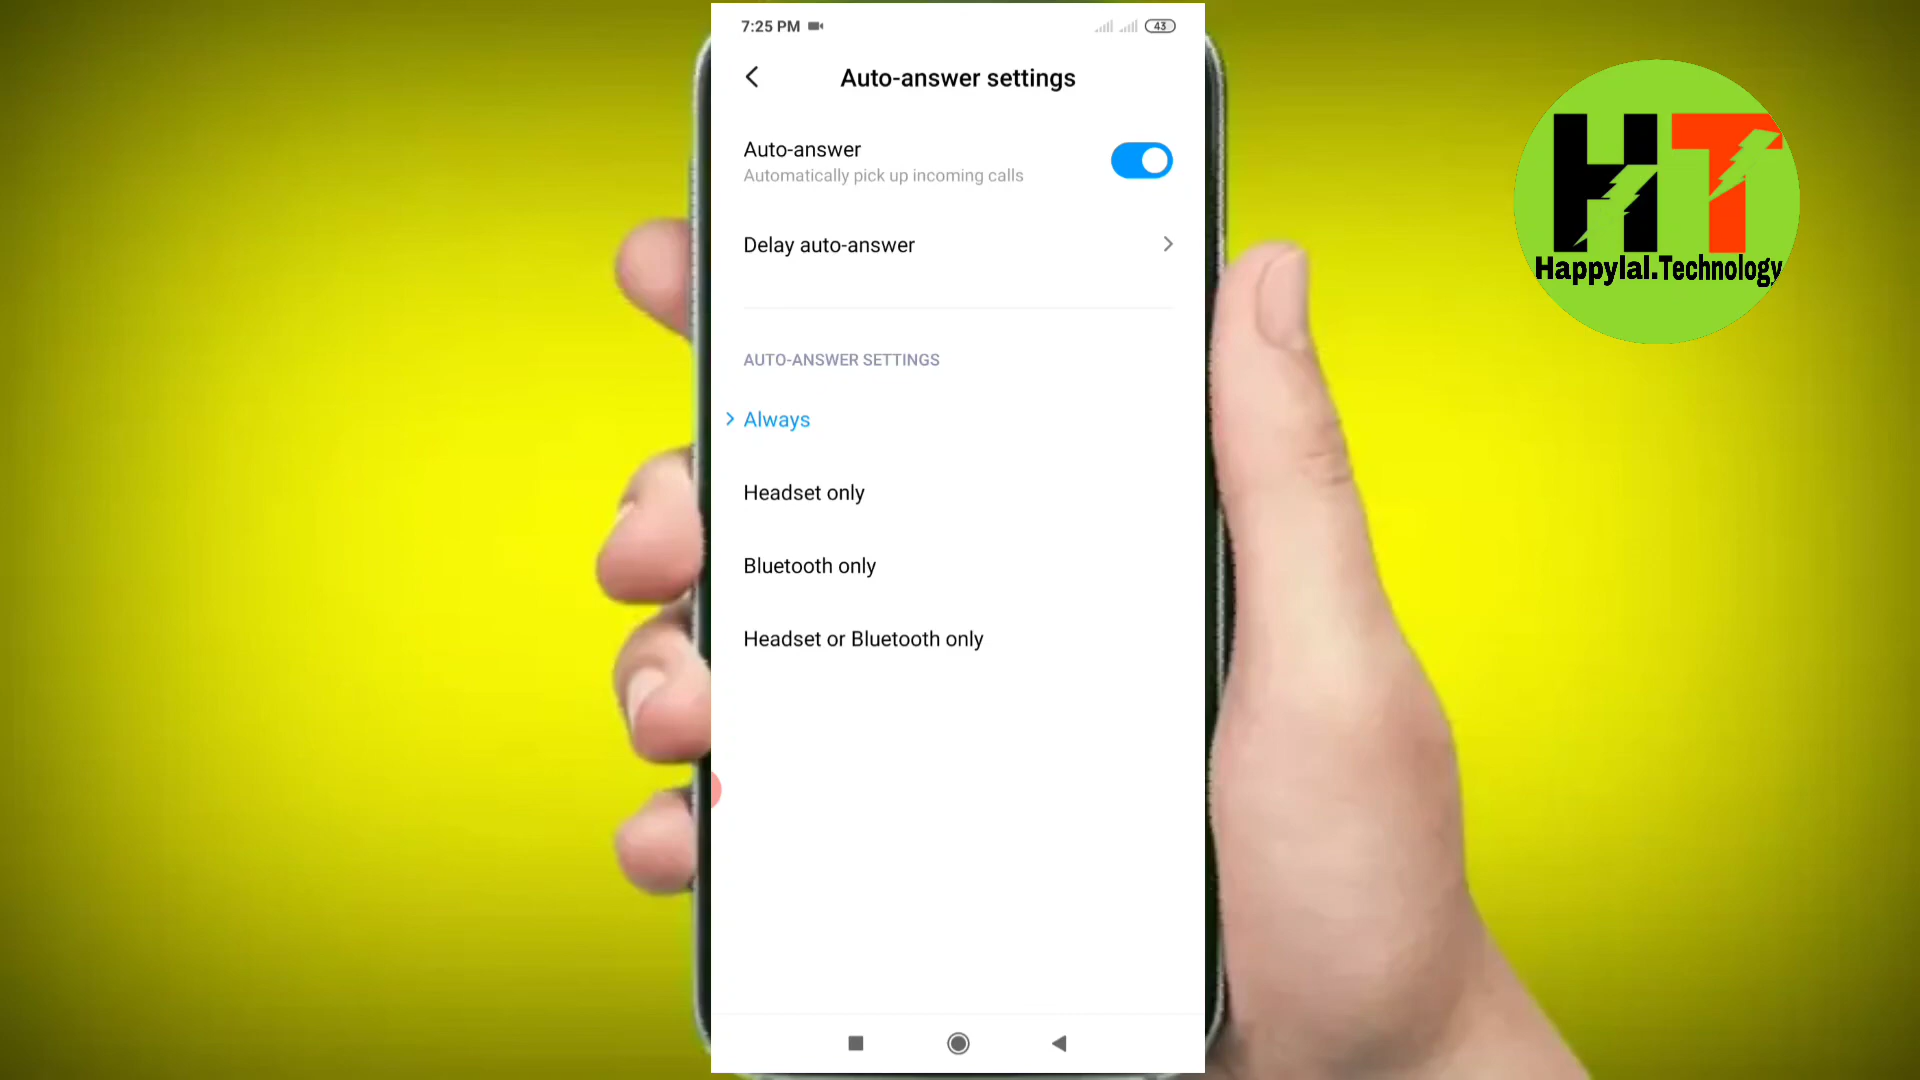 7:25 PM
43
Auto-answer settings
Auto-answer
Automatically pick up incoming calls
Delay auto-answer
AUTO-ANSWER SETTINGS
Always
Headset only
Bluetooth only
Headset or Bluetooth only
HT
Happylal.Technology